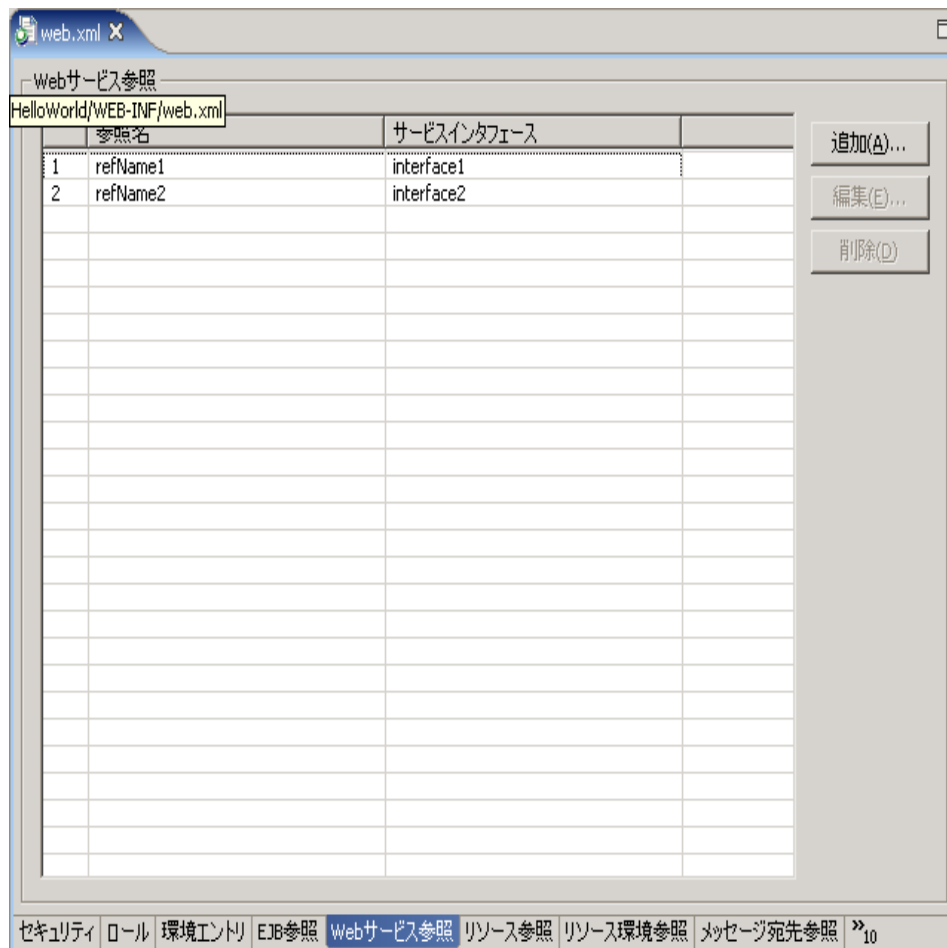 web.xml
Webサービス参照
HelloWorld/WEB-INF/web.xml
参照名 サービスインタフェース
1 refName1 interface1
2 refName2 interface2
追加(A)...
編集(E)...
削除(D)
セキュリティ ロール 環境エントリ EJB参照 Webサービス参照 リソース参照 リソース環境参照 メッセージ宛先参照 »10